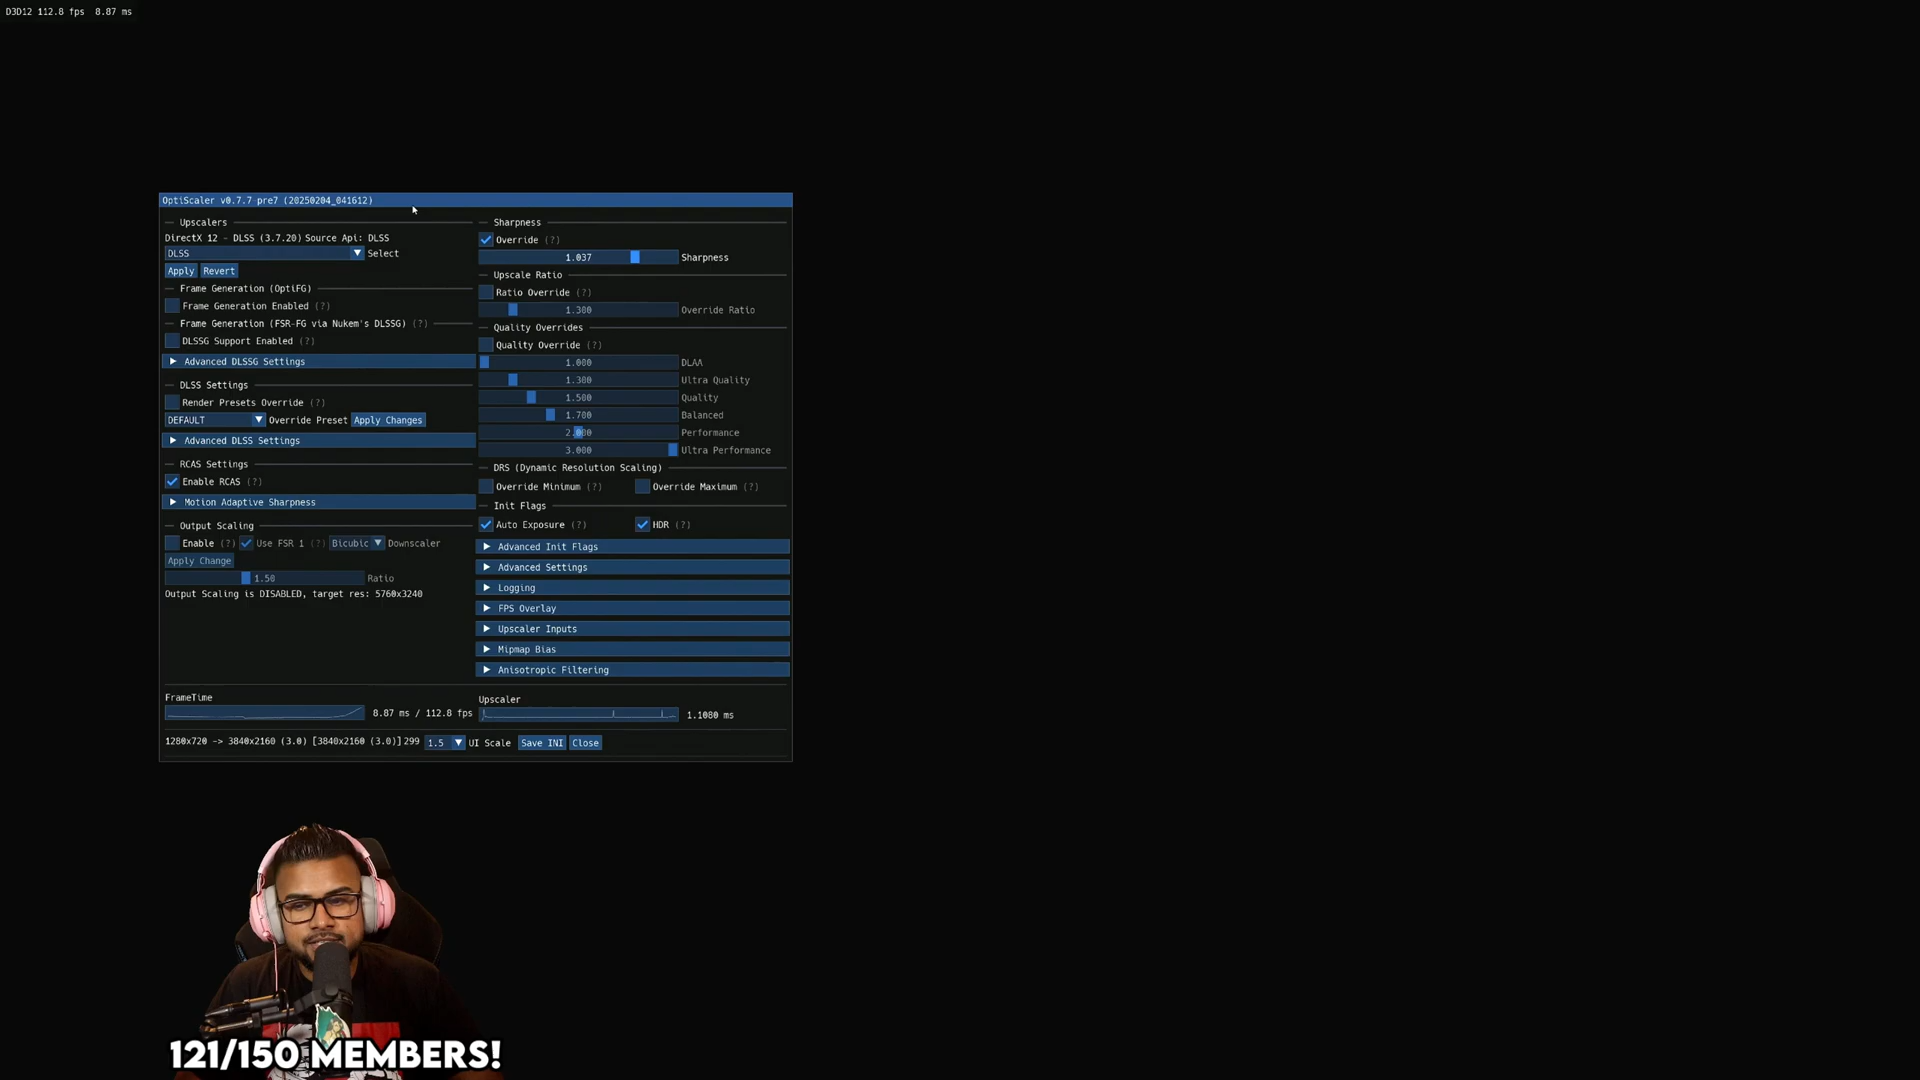 D3D12 112.8 fps 8.87 ms
OptiScaler v0.7.7-pre7 (20250204_041612)
Upscalers
DirectX 12 - DLSS (3.7.20) Source Api: DLSS
DLSS Select
Apply Revert
Frame Generation (OptiFG)
Frame Generation Enabled (?)
Frame Generation (FSR-FG via Nukem's DLSSG) (?)
DLSSG Support Enabled (?)
Advanced DLSSG Settings
DLSS Settings
Render Presets Override (?)
DEFAULT Override Preset Apply Changes
Advanced DLSS Settings
RCAS Settings
Enable RCAS (?)
Motion Adaptive Sharpness
Output Scaling
Enable (?) Use FSR 1 (?) Bicubic Downscaler
Apply Change
1.50 Ratio
Output Scaling is DISABLED, target res: 5760x3240
Sharpness
Override (?)
1.037 Sharpness
Upscale Ratio
Ratio Override (?)
1.300 Override Ratio
Quality Overrides
Quality Override (?)
1.000 DLAA
1.300 Ultra Quality
1.500 Quality
1.700 Balanced
2.000 Performance
3.000 Ultra Performance
DRS (Dynamic Resolution Scaling)
Override Minimum (?) Override Maximum (?)
Init Flags
Auto Exposure (?) HDR (?)
Advanced Init Flags
Advanced Settings
Logging
FPS Overlay
Upscaler Inputs
Mipmap Bias
Anisotropic Filtering
FrameTime
8.87 ms / 112.8 fps
Upscaler
1.1080 ms
1280x720 -> 3840x2160 (3.0) [3840x2160 (3.0)] 299 1.5 UI Scale Save INI Close
121/150 MEMBERS!